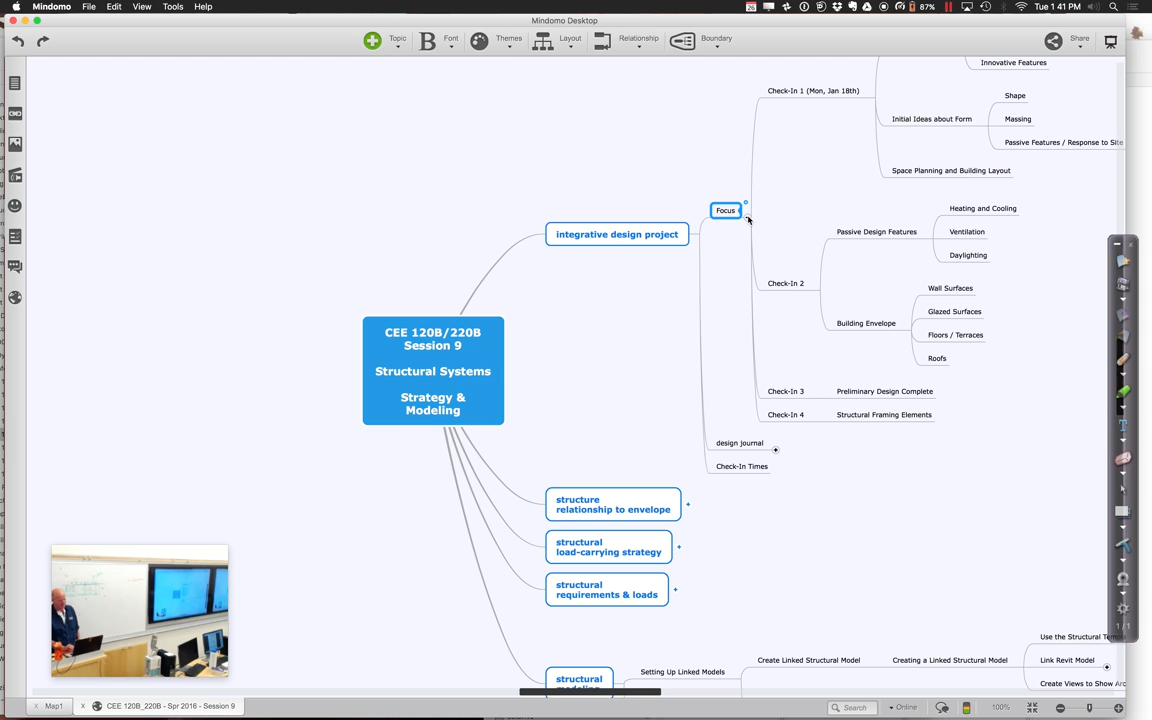 Mindomo File Edit View Tools Help
26 87% Tue 1 41 PM
Mindomo Desktop
Topic Font Themes Layout Relationship Boundary Share
Innovative Features
Check-In 1 (Mon, Jan 18th)
Shape
Initial Ideas about Form
Massing
Passive Features / Response to Site
Space Planning and Building Layout
Focus
integrative design project
Heating and Cooling
Passive Design Features
Ventilation
Daylighting
Check-In 2
Wall Surfaces
Glazed Surfaces
Building Envelope
Floors / Terraces
Roofs
CEE 120B/220B
Session 9
Structural Systems
Strategy &
Modeling
Check-In 3
Preliminary Design Complete
Check-In 4
Structural Framing Elements
design journal
Check-In Times
structure
relationship to envelope
structural
load-carrying strategy
structural
requirements & loads
1 / 1
Use the Structural
Create Linked Structural Model
Creating a Linked Structural Model
Link Revit Model
Setting Up Linked Models
structural
modeling
Create Views to Show
Map1
CEE 120B_220B - Spr 2016 - Session 9
Search
Online
100%